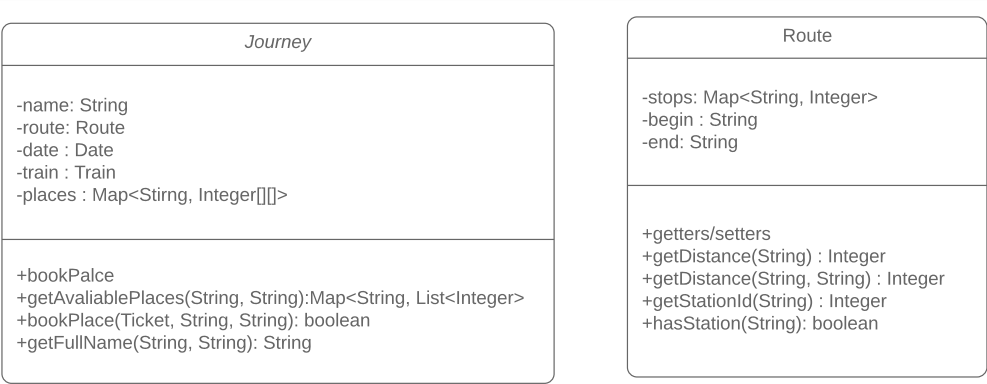 Journey
-name: String
-route: Route
-date : Date
-train : Train
-places : Map<Stirng, Integer[][]>
+bookPalce
+getAvaliablePlaces(String, String):Map<String, List<Integer>
+bookPlace(Ticket, String, String): boolean
+getFullName(String, String): String
Route
-stops: Map<String, Integer>
-begin : String
-end: String
+getters/setters
+getDistance(String) : Integer
+getDistance(String, String) : Integer
+getStationId(String) : Integer
+hasStation(String): boolean